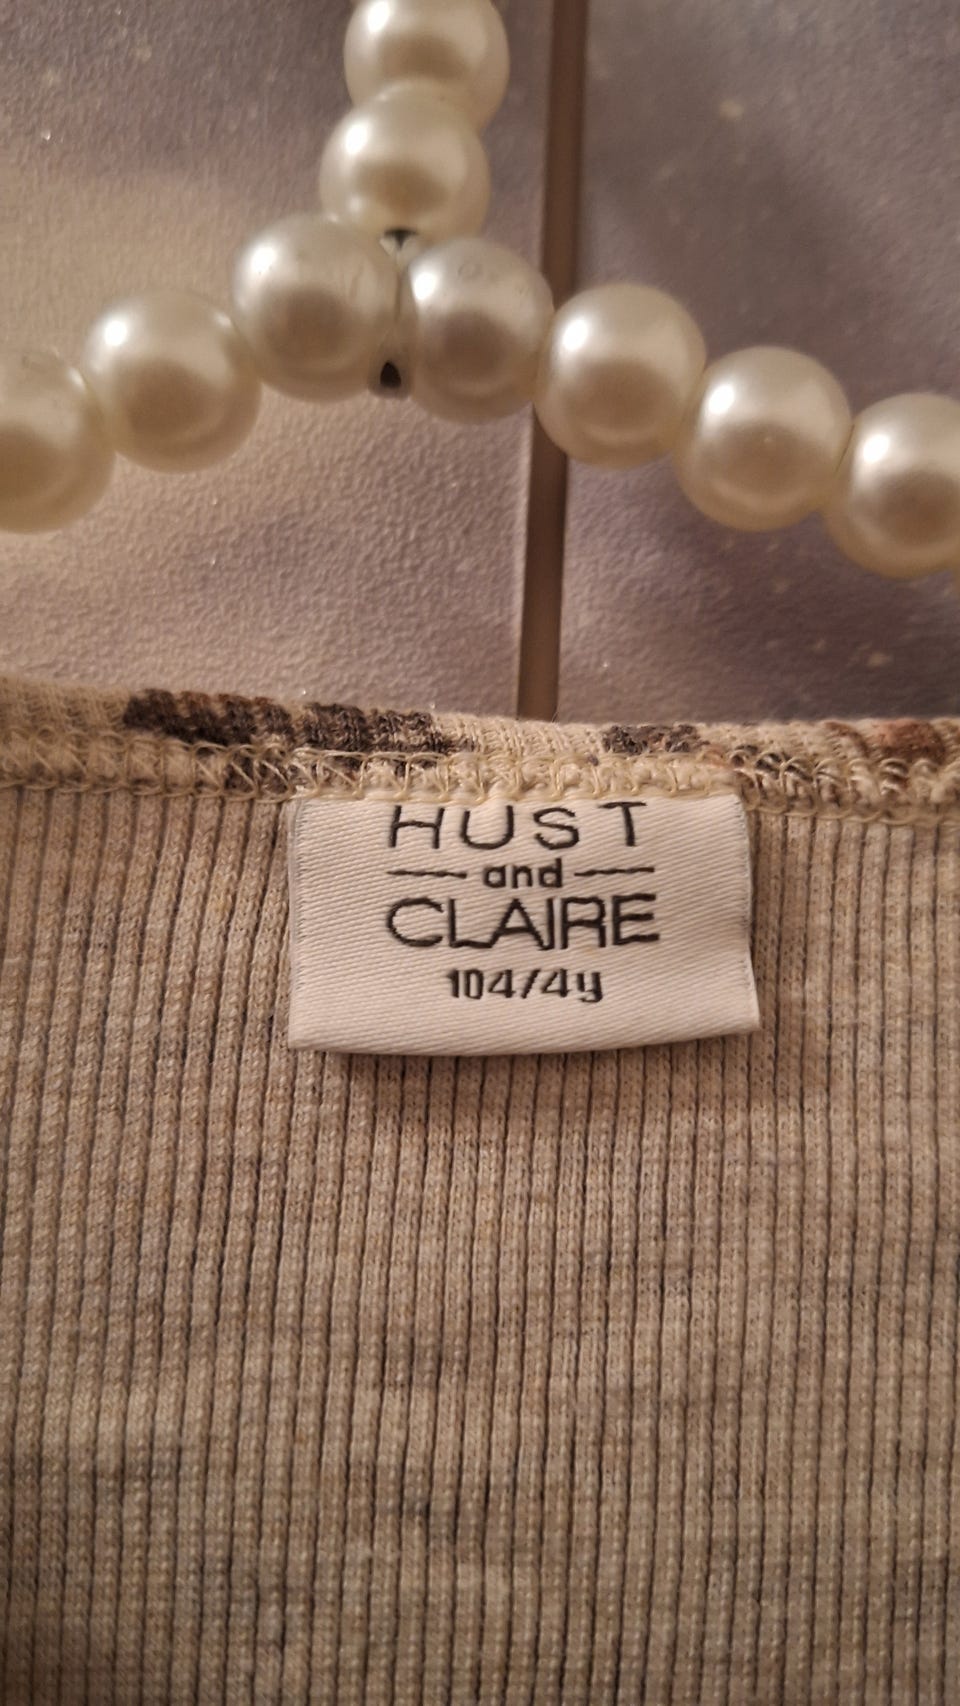 HUST
and
CLAIRE
104/4y